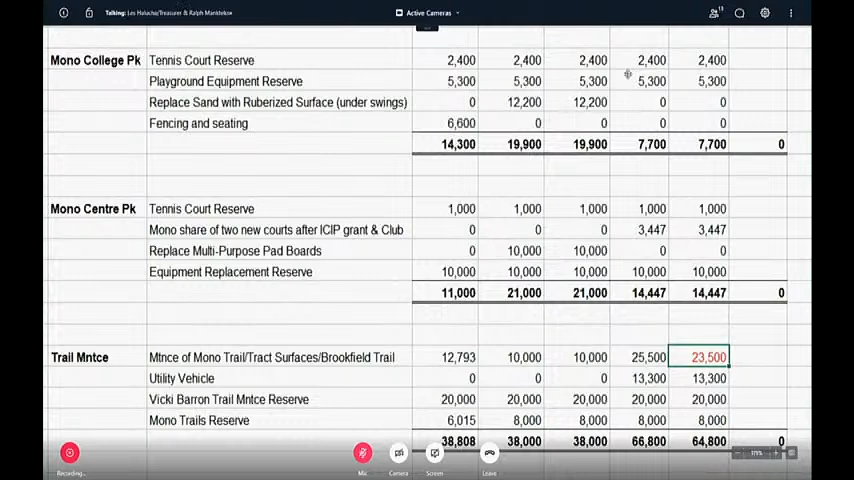 Talking: Les Halucha/Treasurer & Ralph Manktelow
Active Cameras
13
Mono College Pk Tennis Court Reserve 2,400 2,400 2,400 2,400 2,400
Playground Equipment Reserve 5,300 5,300 5,300 5,300 5,300
Replace Sand with Ruberized Surface (under swings) 0 12,200 12,200 0 0
Fencing and seating 6,600 0 0 0 0
14,300 19,900 19,900 7,700 7,700 0
Mono Centre Pk Tennis Court Reserve 1,000 1,000 1,000 1,000 1,000
Mono share of two new courts after ICIP grant & Club 0 0 0 3,447 3,447
Replace Multi-Purpose Pad Boards 0 10,000 10,000 0 0
Equipment Replacement Reserve 10,000 10,000 10,000 10,000 10,000
11,000 21,000 21,000 14,447 14,447 0
Trail Mntce Mtnce of Mono Trail/Tract Surfaces/Brookfield Trail 12,793 10,000 10,000 25,500 23,500
Utility Vehicle 0 0 0 13,300 13,300
Vicki Barron Trail Mntce Reserve 20,000 20,000 20,000 20,000 20,000
Mono Trails Reserve 6,015 8,000 8,000 8,000 8,000
38,808 38,000 38,000 66,800 64,800 0
Recording... Mic Camera Screen Leave